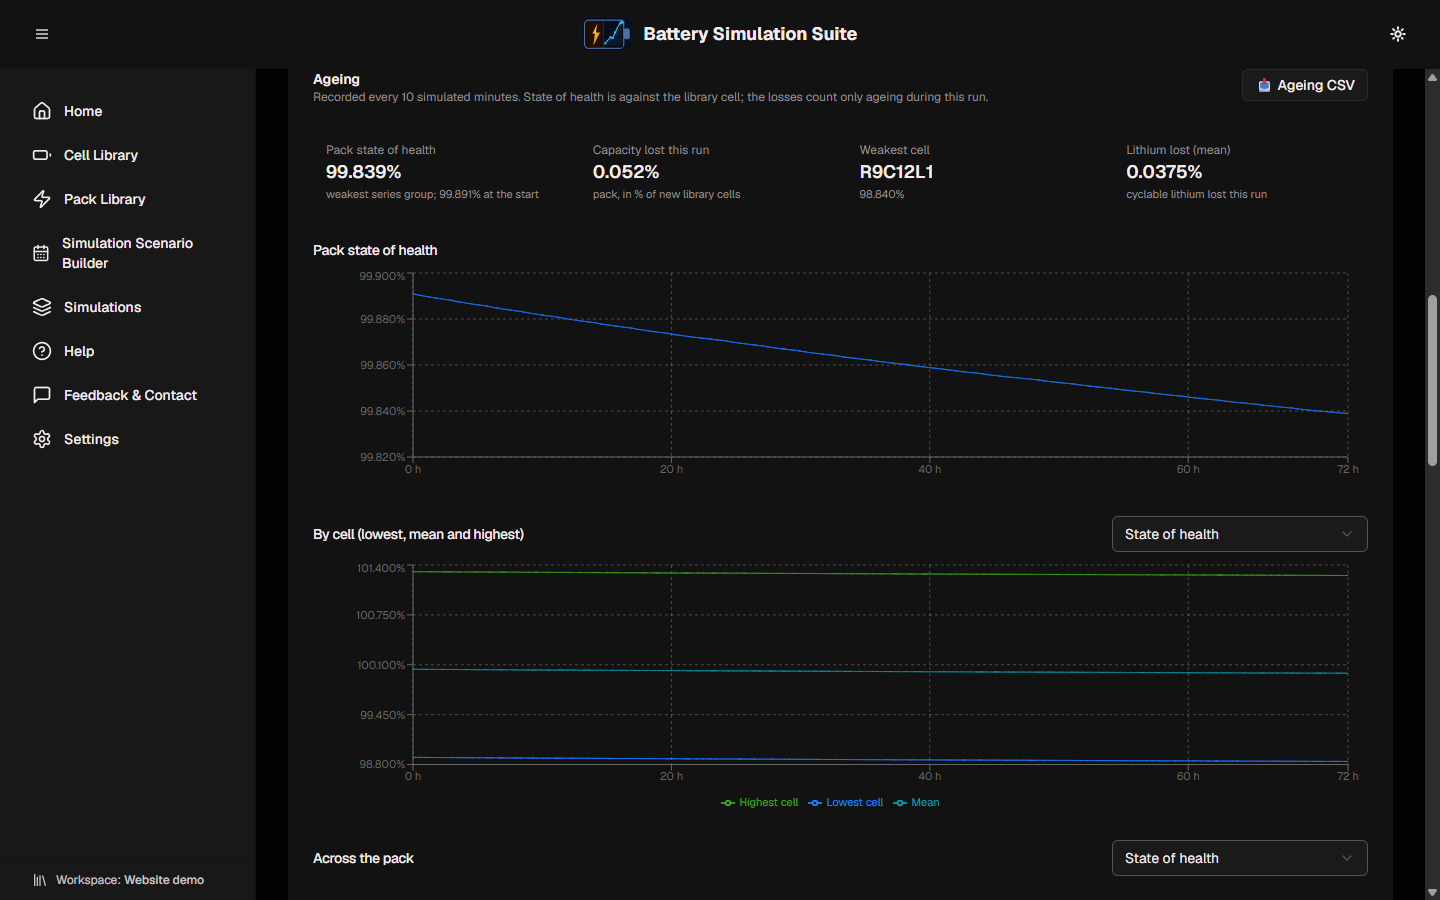 Battery Simulation Suite
Home
Cell Library
Pack Library
Simulation Scenario
Builder
Simulations
Help
Feedback & Contact
Settings
Workspace: Website demo
Ageing
Recorded every 10 simulated minutes. State of health is against the library cell; the losses count only ageing during this run.
Ageing CSV
Pack state of health
99.839%
weakest series group; 99.891% at the start
Capacity lost this run
0.052%
pack, in % of new library cells
Weakest cell
R9C12L1
98.840%
Lithium lost (mean)
0.0375%
cyclable lithium lost this run
Pack state of health
99.900%
99.880%
99.860%
99.840%
99.820%
0 h 20 h 40 h 60 h 72 h
By cell (lowest, mean and highest)
State of health
101.400%
100.750%
100.100%
99.450%
98.800%
0 h 20 h 40 h 60 h 72 h
Highest cell Lowest cell Mean
Across the pack
State of health